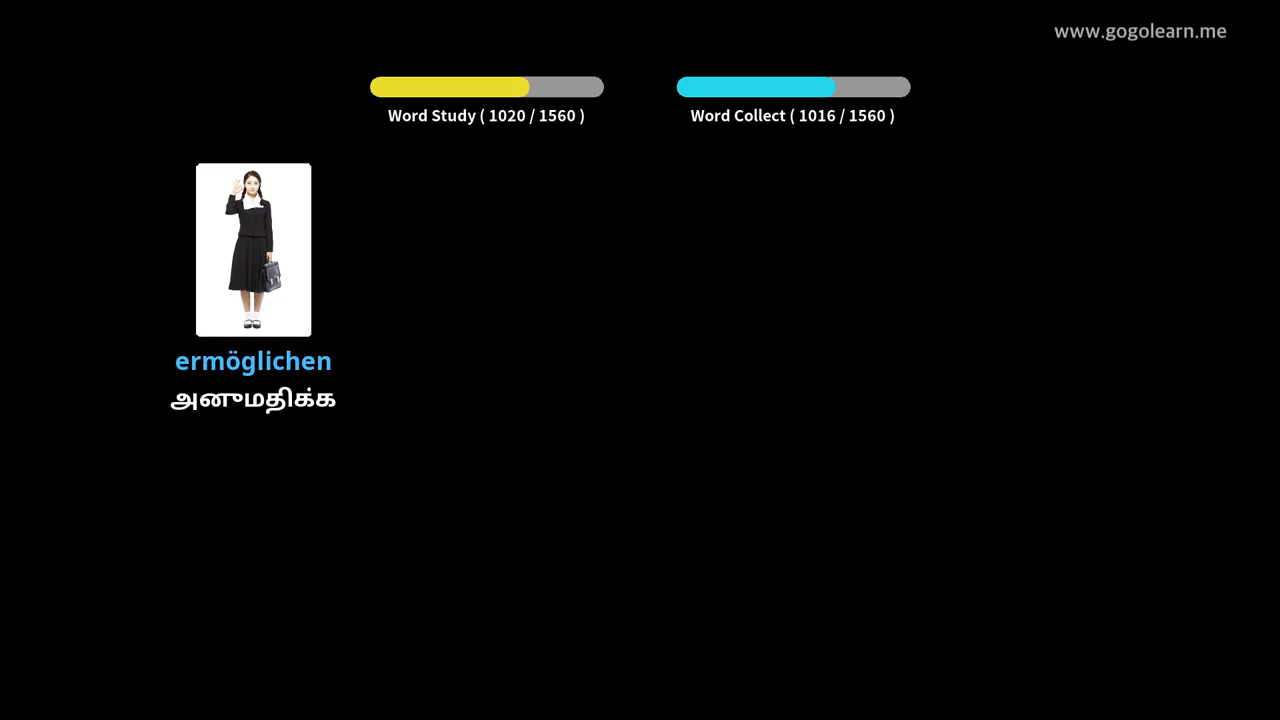 www.gogolearn.me
Word Study ( 1020 / 1560 )
Word Collect ( 1016 / 1560 )
ermöglichen
அனுமதிக்க